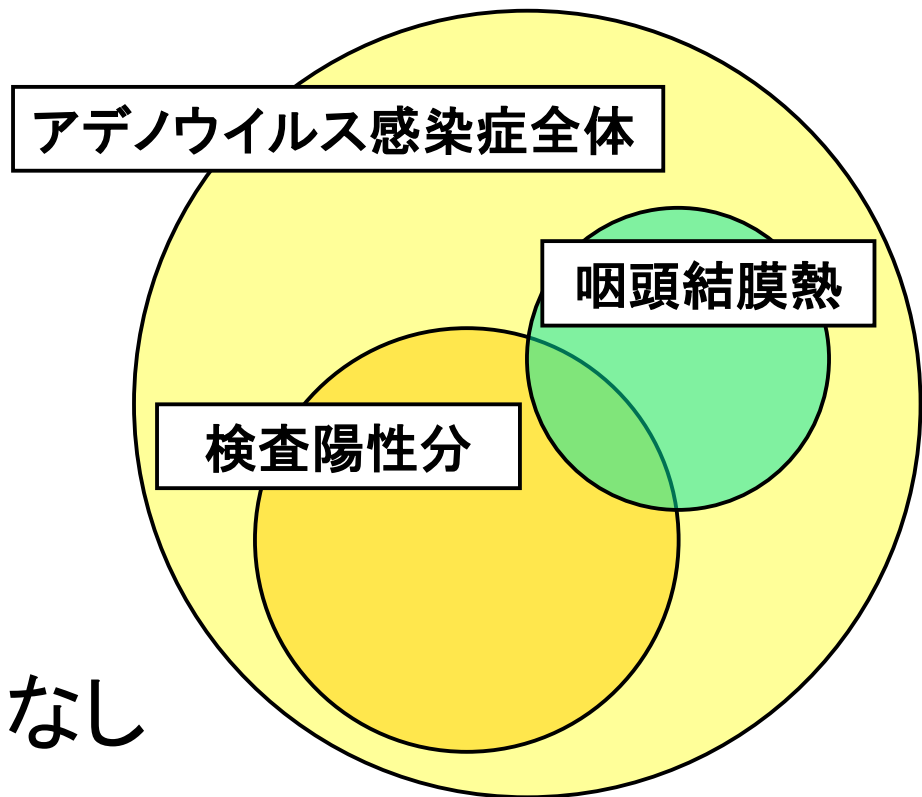 アデノウイルス感染症全体
咽頭結膜熱
検査陽性分
なし